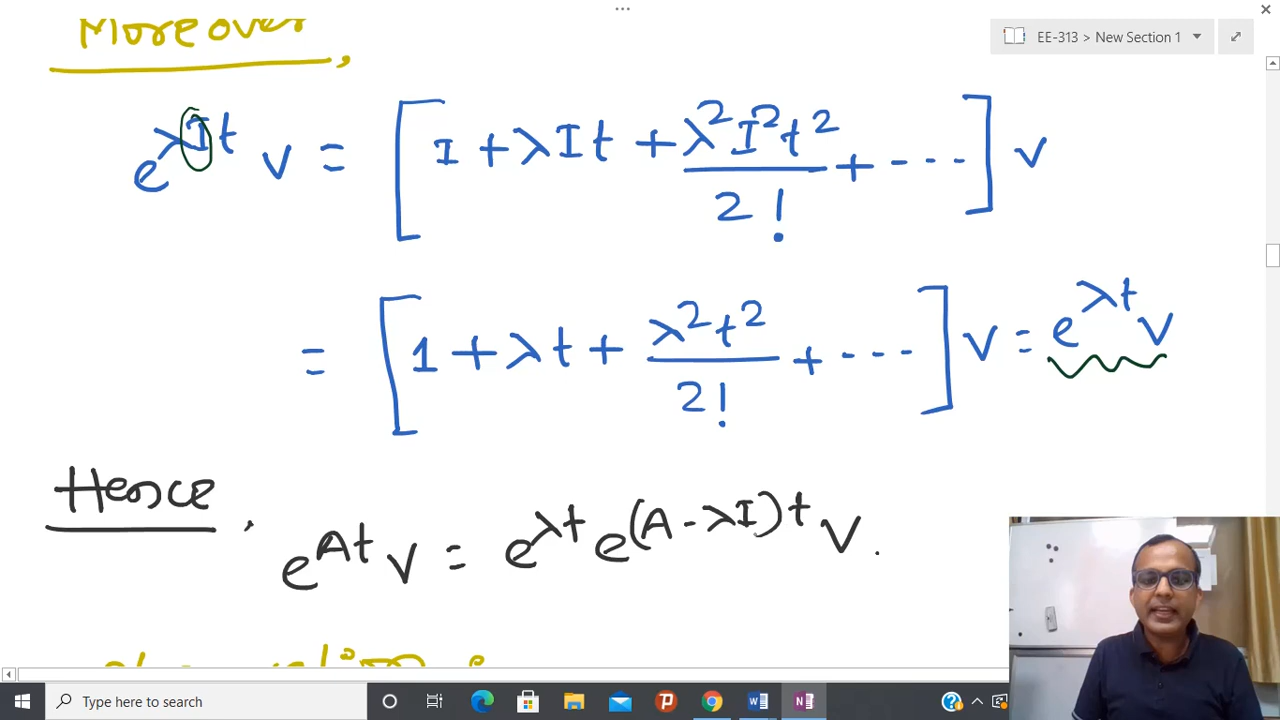 ...
EE-313 > New Section 1
Moreover,
e^{λIt} v = [I + λIt + λ²I²t²/2! + ---] v
= [1 + λt + λ²t²/2! + ---] v = e^{λt} v
Hence,
e^{At} v = e^{λt} e^{(A-λI)t} v.
Type here to search